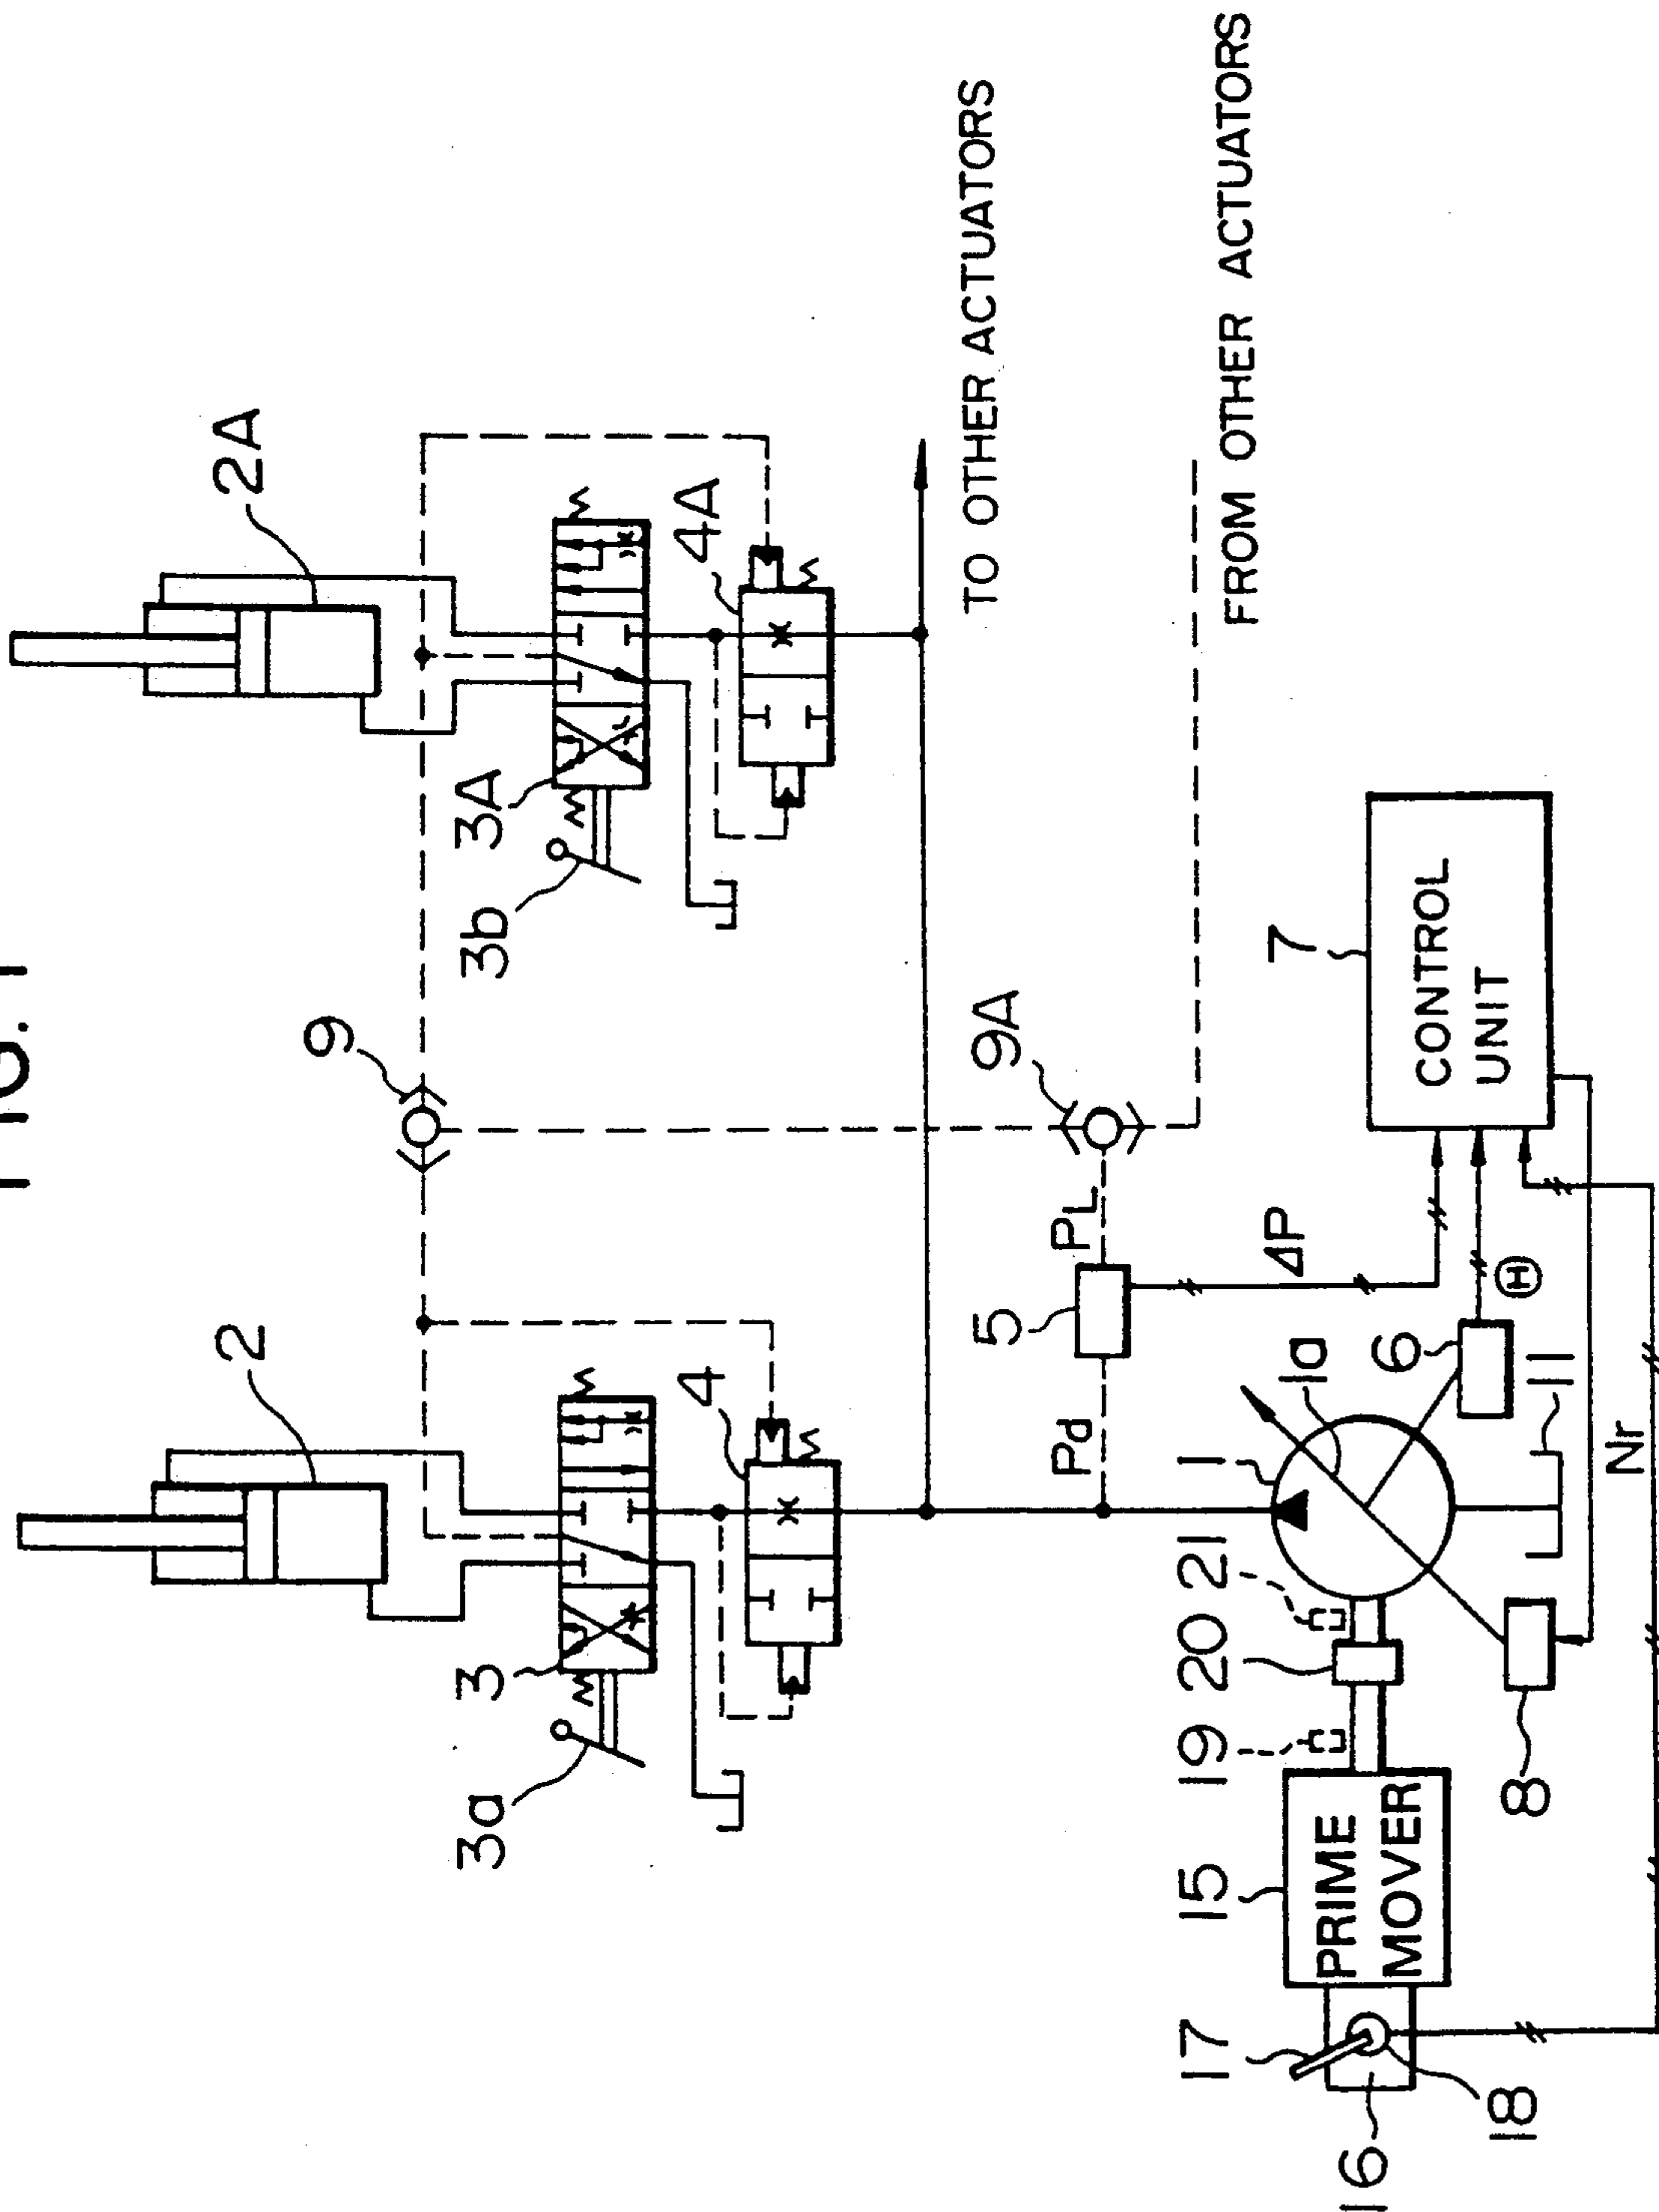 FIG. 1
2
2A
9
3
3a
3A
3b
4
4A
TO OTHER ACTUATORS
FROM OTHER ACTUATORS
9A
Pd
5
PL
ΔP
7
CONTROL
UNIT
1
1a
6
Θ
11
Nr
8
15
PRIME
MOVER
19
20
21
17
16
18